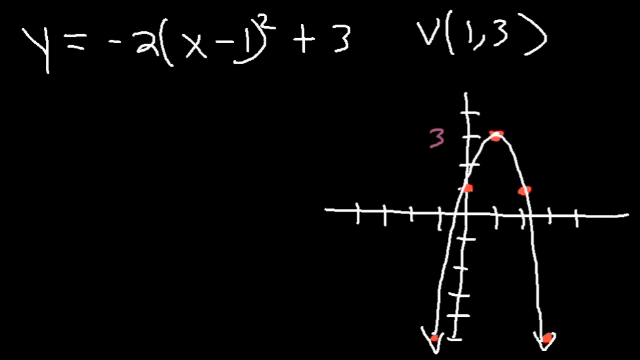 y = -2(x-1)² + 3 V(1,3)
3